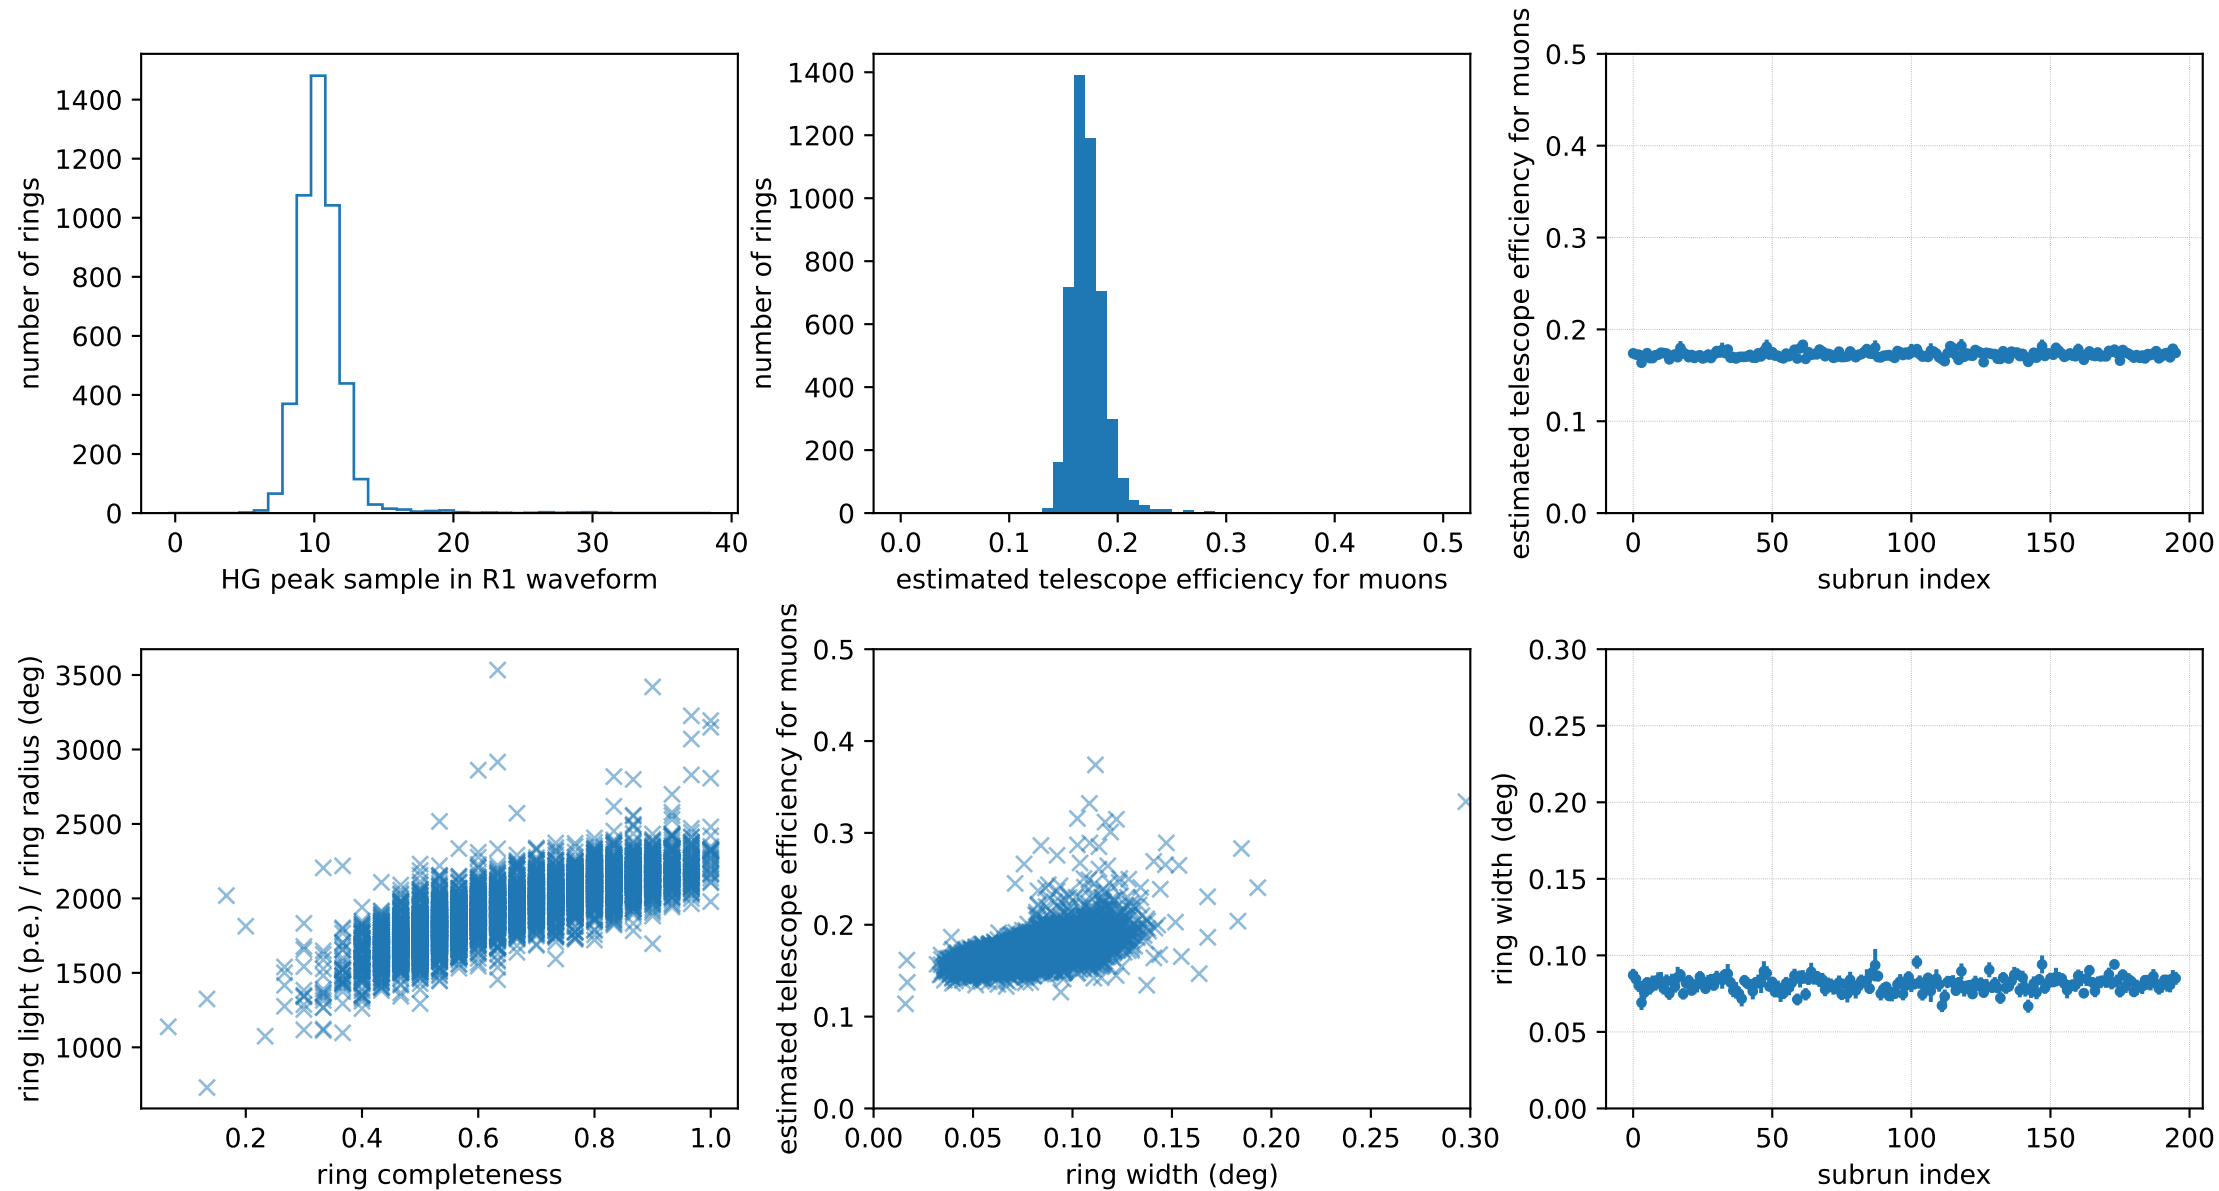 number of rings
1400
1200
1000
800
600
400
200
0
0 10 20 30 40
HG peak sample in R1 waveform
number of rings
1400
1200
1000
800
600
400
200
0
0.0 0.1 0.2 0.3 0.4 0.5
estimated telescope efficiency for muons
estimated telescope efficiency for muons
0.5
0.4
0.3
0.2
0.1
0.0
0 50 100 150 200
subrun index
ring light (p.e.) / ring radius (deg)
3500
3000
2500
2000
1500
1000
0.2 0.4 0.6 0.8 1.0
ring completeness
estimated telescope efficiency for muons
0.5
0.4
0.3
0.2
0.1
0.0
0.00 0.05 0.10 0.15 0.20 0.25 0.30
ring width (deg)
ring width (deg)
0.30
0.25
0.20
0.15
0.10
0.05
0.00
0 50 100 150 200
subrun index